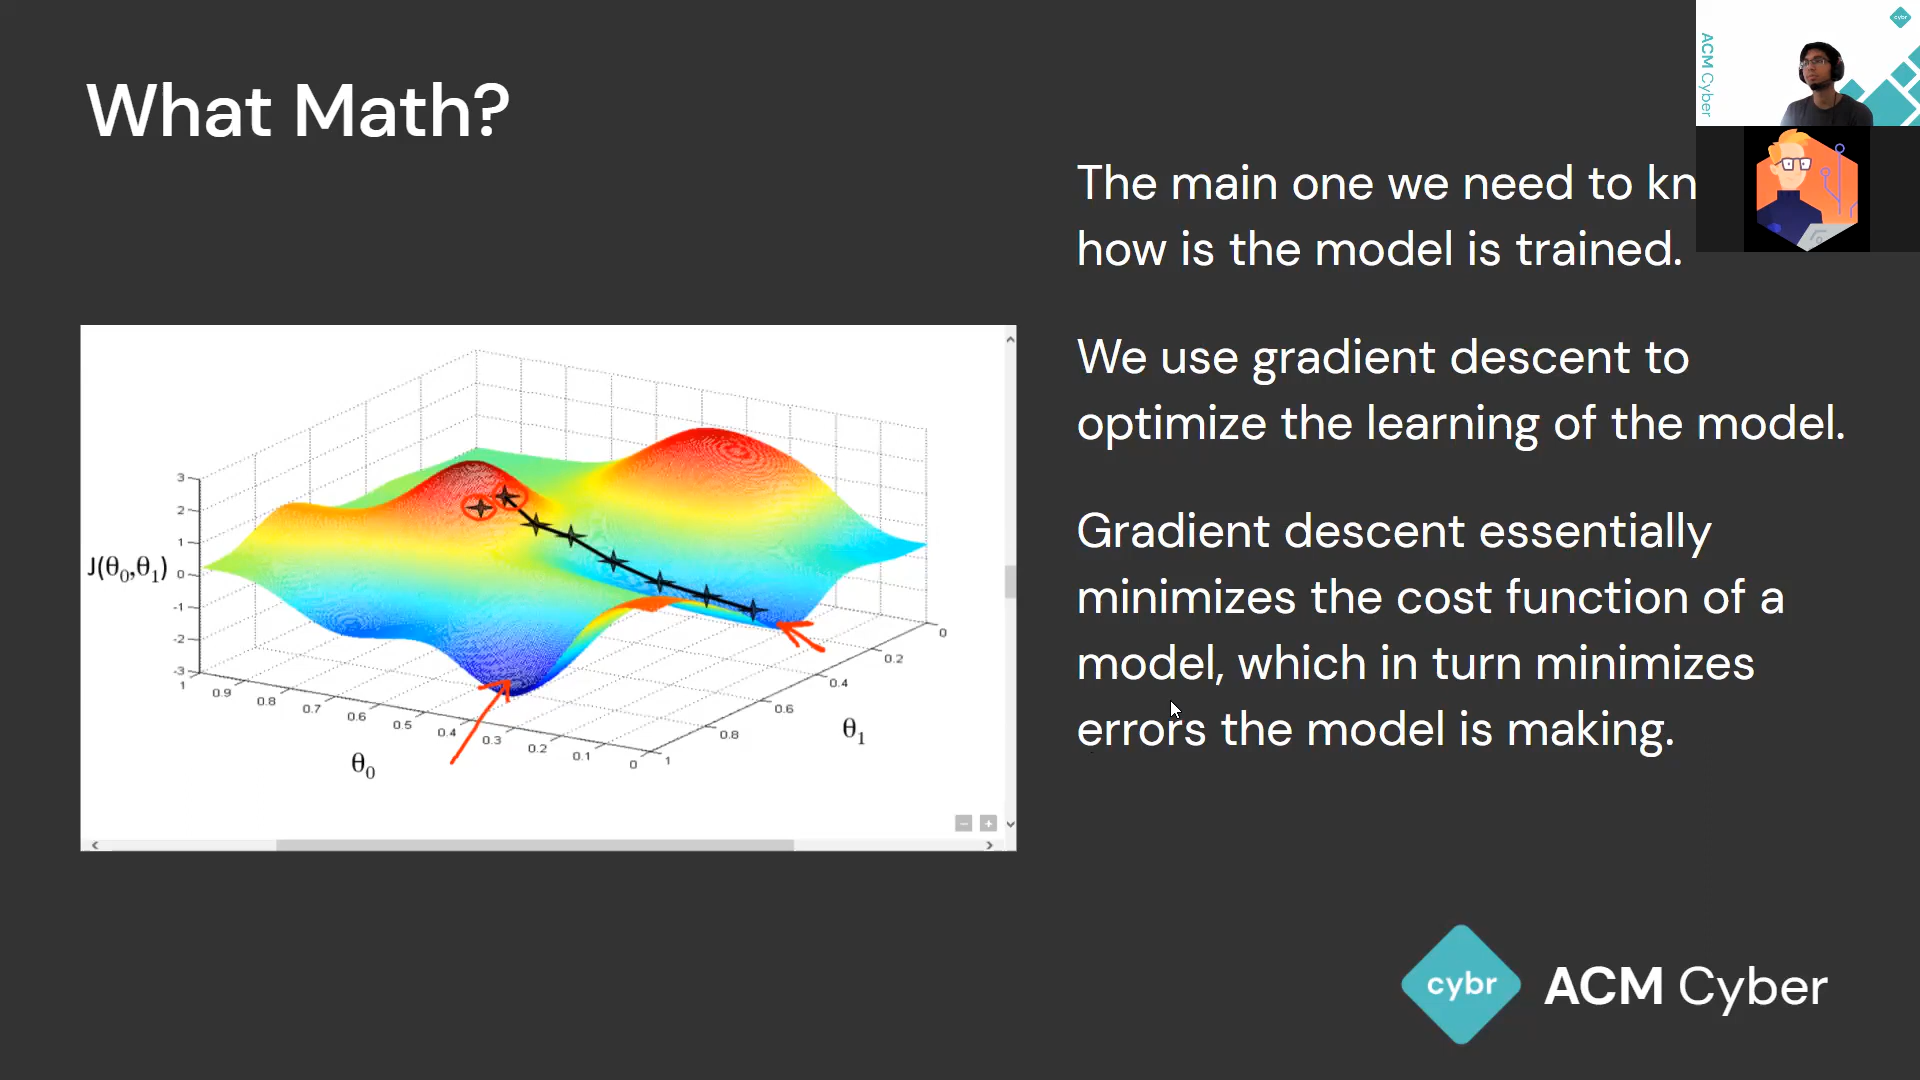 What Math?
The main one we need to kn
how is the model is trained.
We use gradient descent to
optimize the learning of the model.
Gradient descent essentially
minimizes the cost function of a
model, which in turn minimizes
errors the model is making.
J(θ0,θ1)
3
2
1
0
-1
-2
-3
1
0.9
0.8
0.7
0.6
0.5
0.4
0.3
0.2
0.1
0
θ0
1
0.8
0.6
0.4
0.2
0
θ1
cybr
ACM Cyber
cybr ACM Cyber